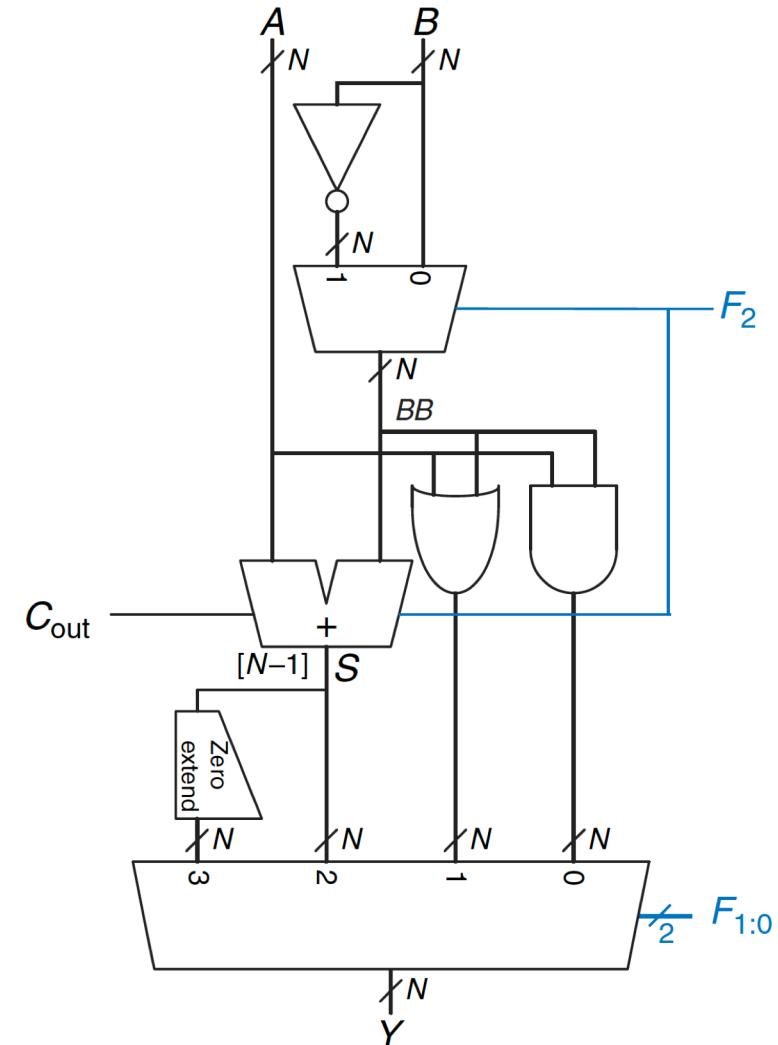 A B
N N
N
1 0
F2
N
BB
Cout
+
[N–1] S
Zero
extend
N N N N
3 2 1 0
F1:0
2
N
Y